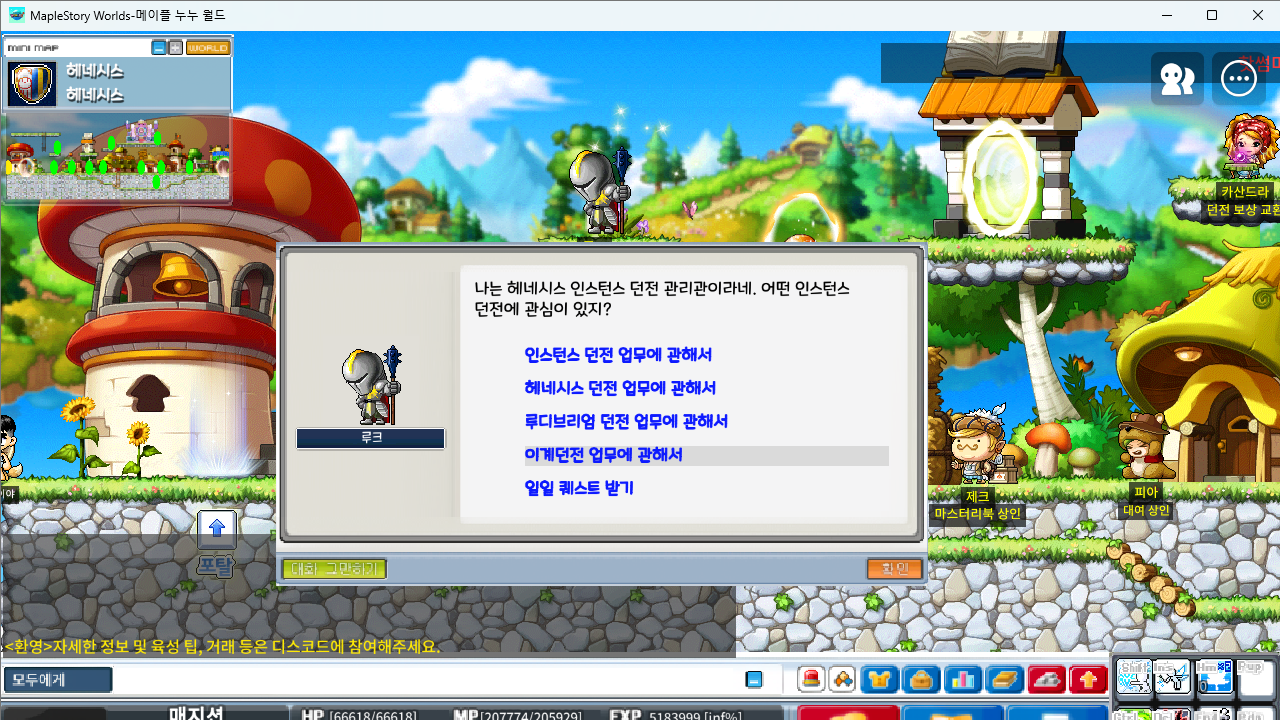 MapleStory Worlds-메이플 누누 월드
MINI MAP
WORLD
헤네시스
헤네시스
카산드라
던전 보상 교환
나는 헤네시스 인스턴스 던전 관리관이라네. 어떤 인스턴스
던전에 관심이 있지?
인스턴스 던전 업무에 관해서
헤네시스 던전 업무에 관해서
루디브리엄 던전 업무에 관해서
이계던전 업무에 관해서
일일 퀘스트 받기
루크
대화 그만하기
확인
제크
마스터리북 상인
피아
대여 상인
포탈
<환영>자세한 정보 및 육성 팁, 거래 등은 디스코드에 참여해주세요.
모두에게
Shift
Ins
Hm
Pup
매지션
HP [66618/66618]
MP[207774/205929]
EXP 5183999 [inf%]
Ctrl
Del
End